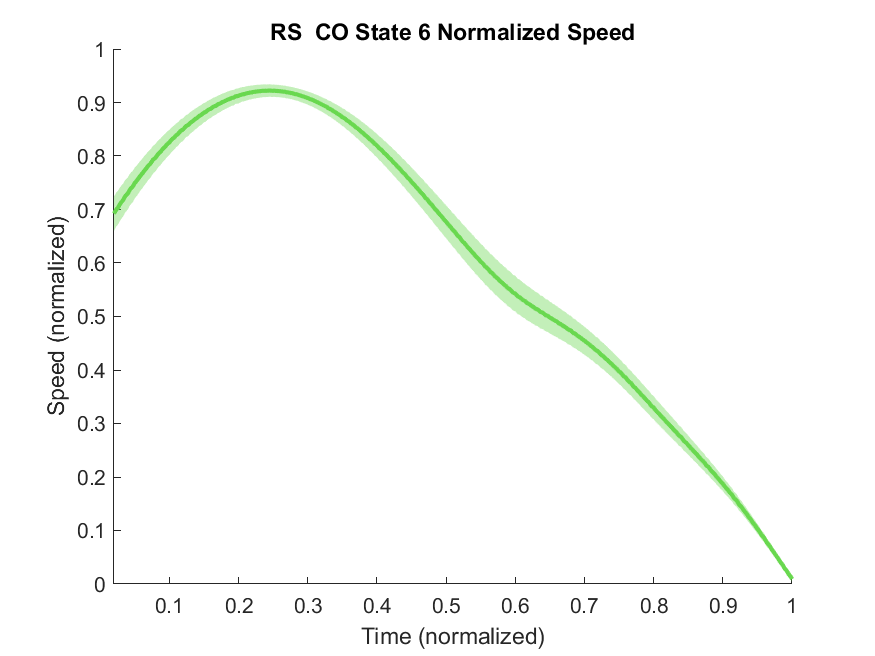 RS  CO State 6 Normalized Speed
1
0.9
0.8
0.7
0.6
0.5
0.4
0.3
0.2
0.1
0
Speed (normalized)
0.1 0.2 0.3 0.4 0.5 0.6 0.7 0.8 0.9 1
Time (normalized)